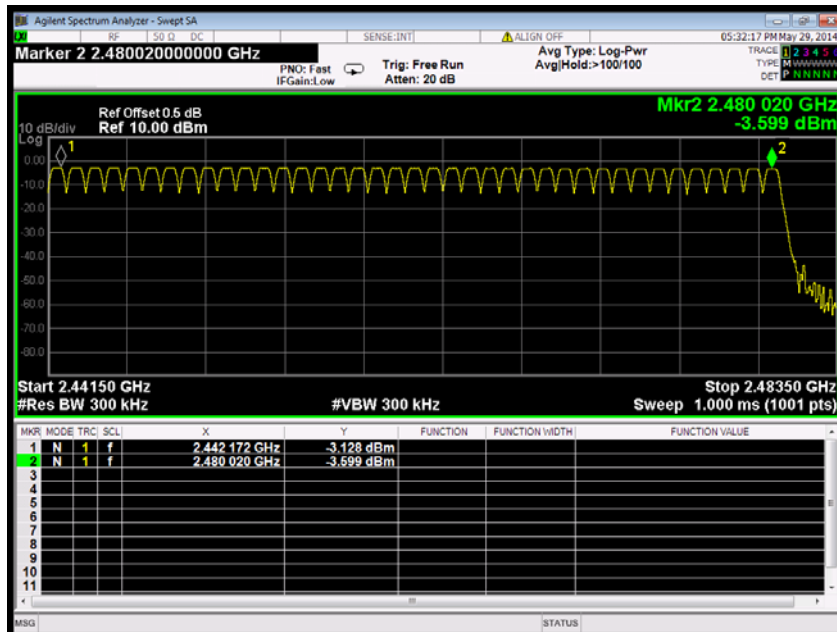 Agilent Spectrum Analyzer - Swept SA
RF 50 Ω DC SENSE:INT ALIGN OFF 05:32:17 PM May 29, 2014
Marker 2 2.480020000000 GHz
PNO: Fast
IFGain:Low
Trig: Free Run
Atten: 20 dB
Avg Type: Log-Pwr
Avg|Hold:>100/100
TRACE 1 2 3 4 5 6
TYPE M
DET P N N N N N
Ref Offset 0.5 dB
10 dB/div Ref 10.00 dBm
Log
Mkr2 2.480 020 GHz
-3.599 dBm
1
2
0.00
-10.0
-20.0
-30.0
-40.0
-50.0
-60.0
-70.0
-80.0
Start 2.44150 GHz Stop 2.48350 GHz
#Res BW 300 kHz #VBW 300 kHz Sweep 1.000 ms (1001 pts)
MKR MODE TRC SCL X Y FUNCTION FUNCTION WIDTH FUNCTION VALUE
1 N 1 f 2.442 172 GHz -3.128 dBm
2 N 1 f 2.480 020 GHz -3.599 dBm
3
4
5
6
7
8
9
10
11
MSG STATUS